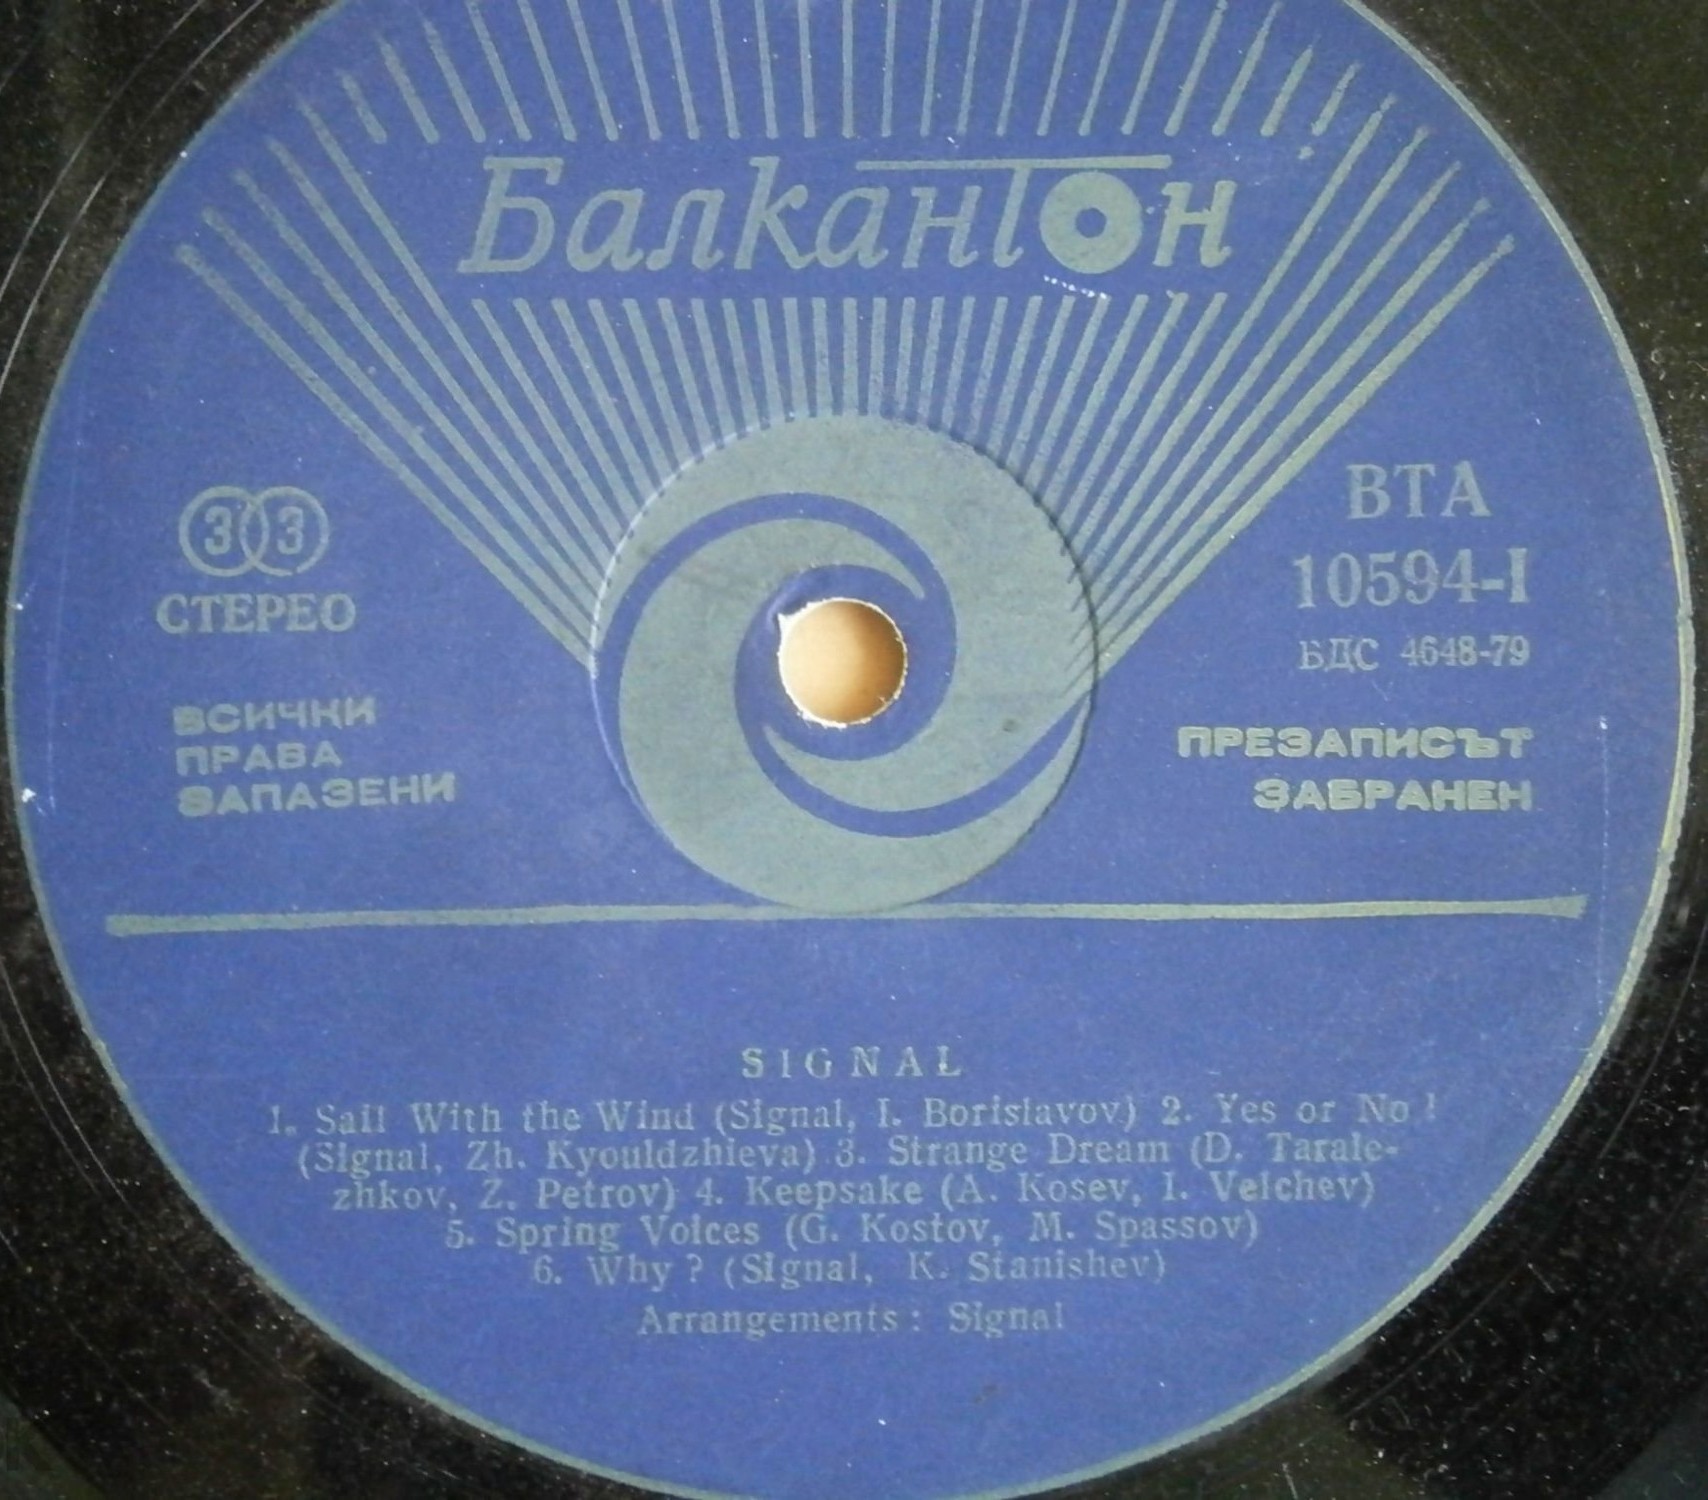 Балкантон
33
СТЕРЕО
ВСИЧКИ
ПРАВА
ЗАПАЗЕНИ
ВТА
10594-I
БДС 4648-79
ПРЕЗАПИСЪТ
ЗАБРАНЕН
SIGNAL
1. Sail With the Wind (Signal, I. Borislavov) 2. Yes or No!
(Signal, Zh. Kyouldzhieva) 3. Strange Dream (D. Tarale-
zhkov, Z. Petrov) 4. Keepsake (A. Kosev, I. Velchev)
5. Spring Voices (G. Kostov, M. Spassov)
6. Why? (Signal, K. Stanishev)
Arrangements: Signal